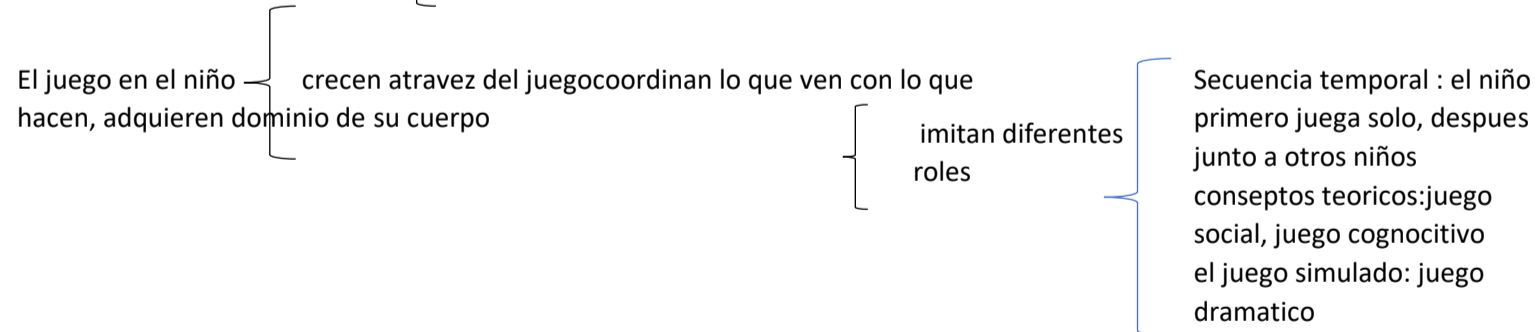 El juego en el niño crecen atravez del juegocoordinan lo que ven con lo que
hacen, adquieren dominio de su cuerpo
imitan diferentes
roles
Secuencia temporal : el niño
primero juega solo, despues
junto a otros niños
conseptos teoricos:juego
social, juego cognocitivo
el juego simulado: juego
dramatico